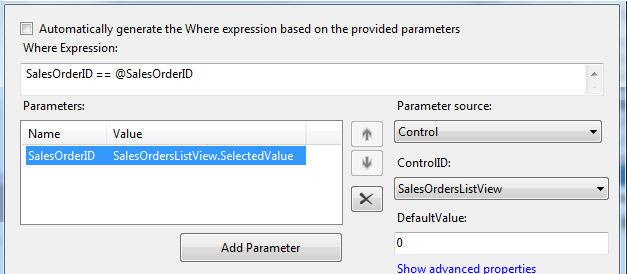 Automatically generate the Where expression based on the provided parameters
Where Expression:
SalesOrderID == @SalesOrderID
Parameters:
Name Value
SalesOrderID SalesOrdersListView.SelectedValue
Add Parameter
Parameter source:
Control
ControlID:
SalesOrdersListView
DefaultValue:
0
Show advanced properties